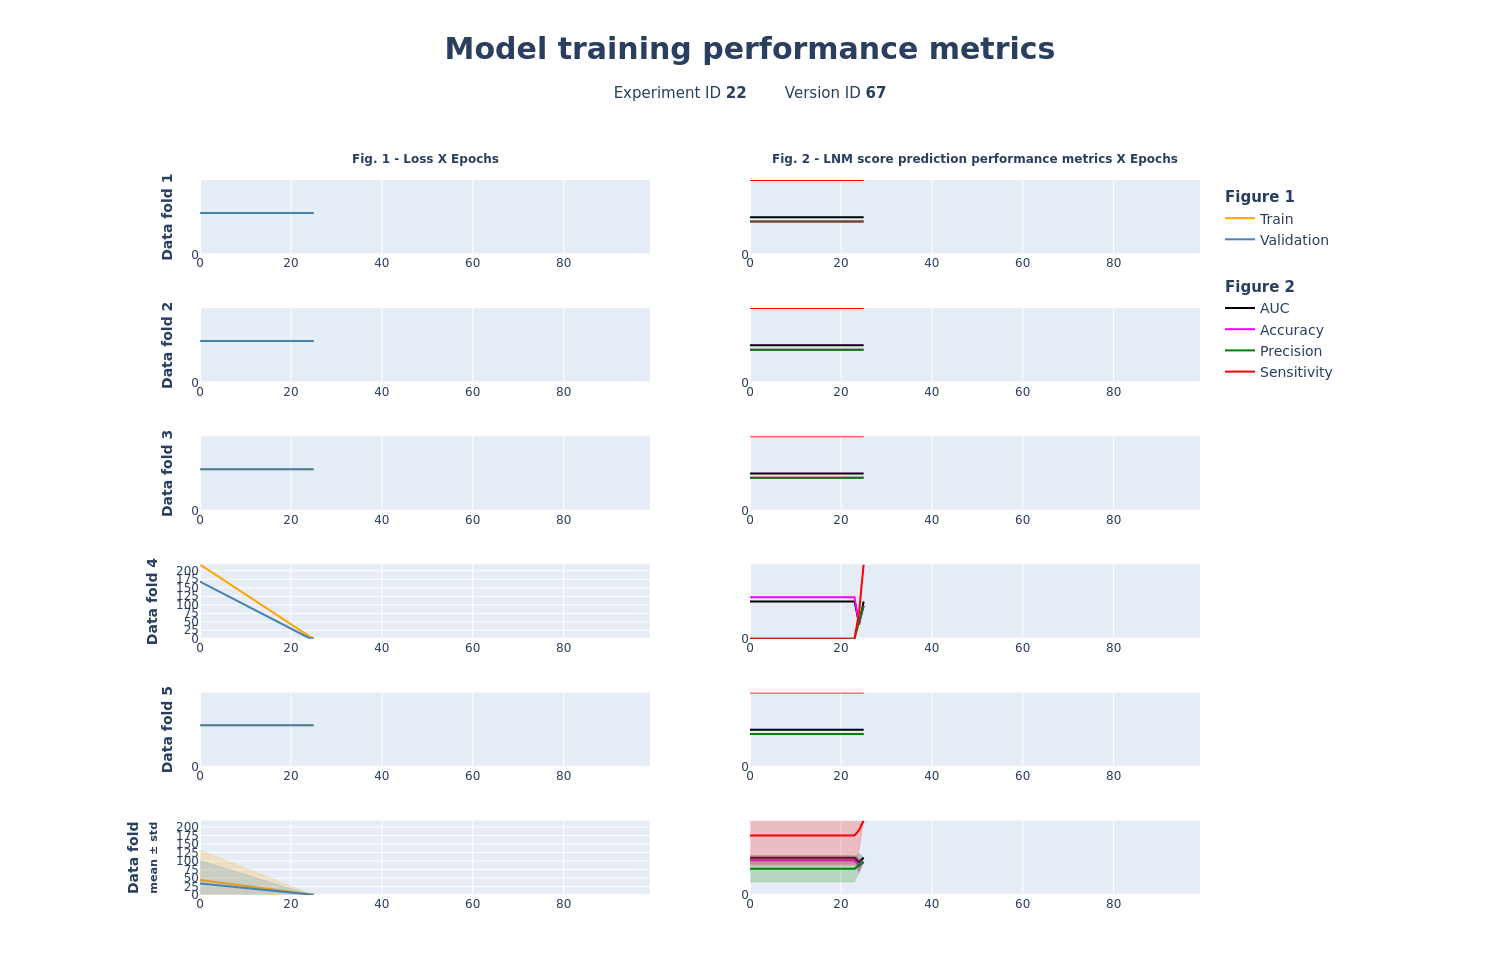 Model training performance metrics
Experiment ID 22 Version ID 67
Fig. 1 - Loss X Epochs
Fig. 2 - LNM score prediction performance metrics X Epochs
Data fold 1
0
0 20 40 60 80
0
0 20 40 60 80
Figure 1
Train
Validation
Figure 2
AUC
Accuracy
Precision
Sensitivity
Data fold 2
0
0 20 40 60 80
0
0 20 40 60 80
Data fold 3
0
0 20 40 60 80
0
0 20 40 60 80
Data fold 4
200
175
150
125
100
75
50
25
0
0 20 40 60 80
0
0 20 40 60 80
Data fold 5
0
0 20 40 60 80
0
0 20 40 60 80
Data fold
mean ± std
200
175
150
125
100
75
50
25
0
0 20 40 60 80
0
0 20 40 60 80